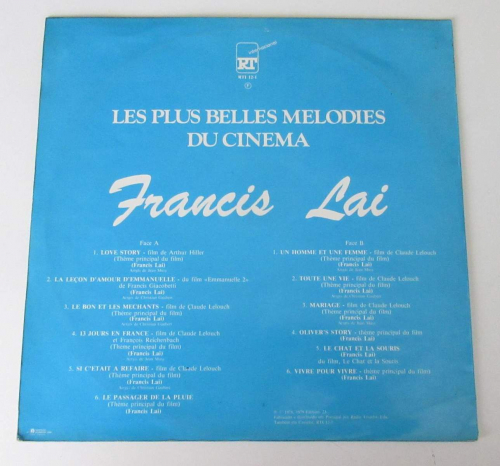 RT
LES PLUS BELLES MELODIES
DU CINEMA
Francis Lai
Face A
1. LOVE STORY - film de Arthur Hiller
(Thème principal du film)
(Francis Lai)
2. LA LEÇON D'AMOUR D'EMMANUELLE - du film «Emmanuelle 2»
de Francis Giacobetti
(Francis Lai)
3. LE BON ET LES MECHANTS - film de Claude Lelouch
(Thème principal du film)
(Francis Lai)
4. 13 JOURS EN FRANCE - film de Claude Lelouch
et François Reichenbach
(Thème principal du film)
(Francis Lai)
5. SI C'ETAIT A REFAIRE - film de Claude Lelouch
(Thème principal du film)
(Francis Lai)
6. LE PASSAGER DE LA PLUIE
(Thème principal du film)
(Francis Lai)
Face B
1. UN HOMME ET UNE FEMME - film de Claude Lelouch
(Thème principal du film)
(Francis Lai)
2. TOUTE UNE VIE - film de Claude Lelouch
(Thème principal du film)
(Francis Lai)
3. MARIAGE - film de Claude Lelouch
(Thème principal du film)
(Francis Lai)
4. OLIVER'S STORY - thème principal du film
(Francis Lai)
5. LE CHAT ET LA SOURIS
(Francis Lai)
du film, Le Chat et la Souris
6. VIVRE POUR VIVRE - thème principal du film
(Francis Lai)